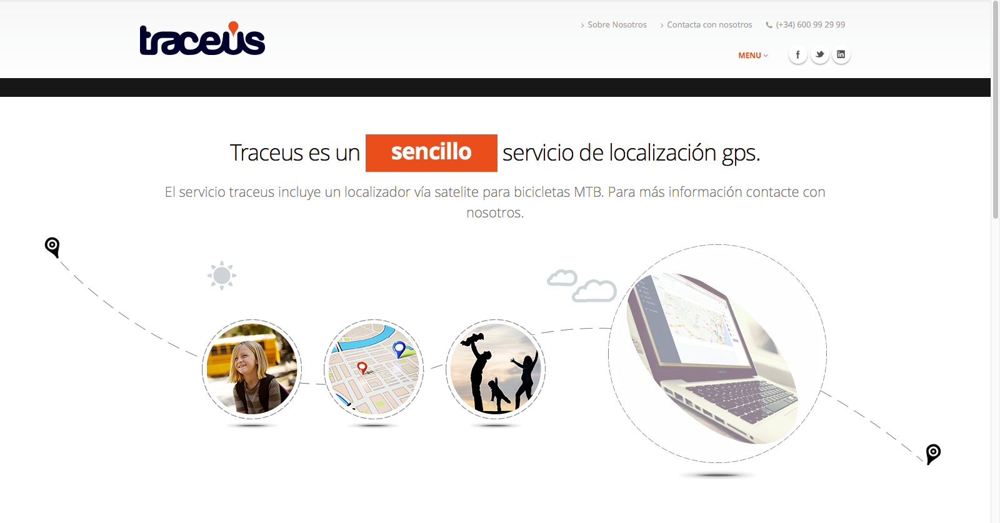 traceus
Sobre Nosotros
Contacta con nosotros
(+34) 600 99 29 99
MENU
Traceus es un sencillo servicio de localización gps.
El servicio traceus incluye un localizador vía satelite para bicicletas MTB. Para más información contacte con
nosotros.